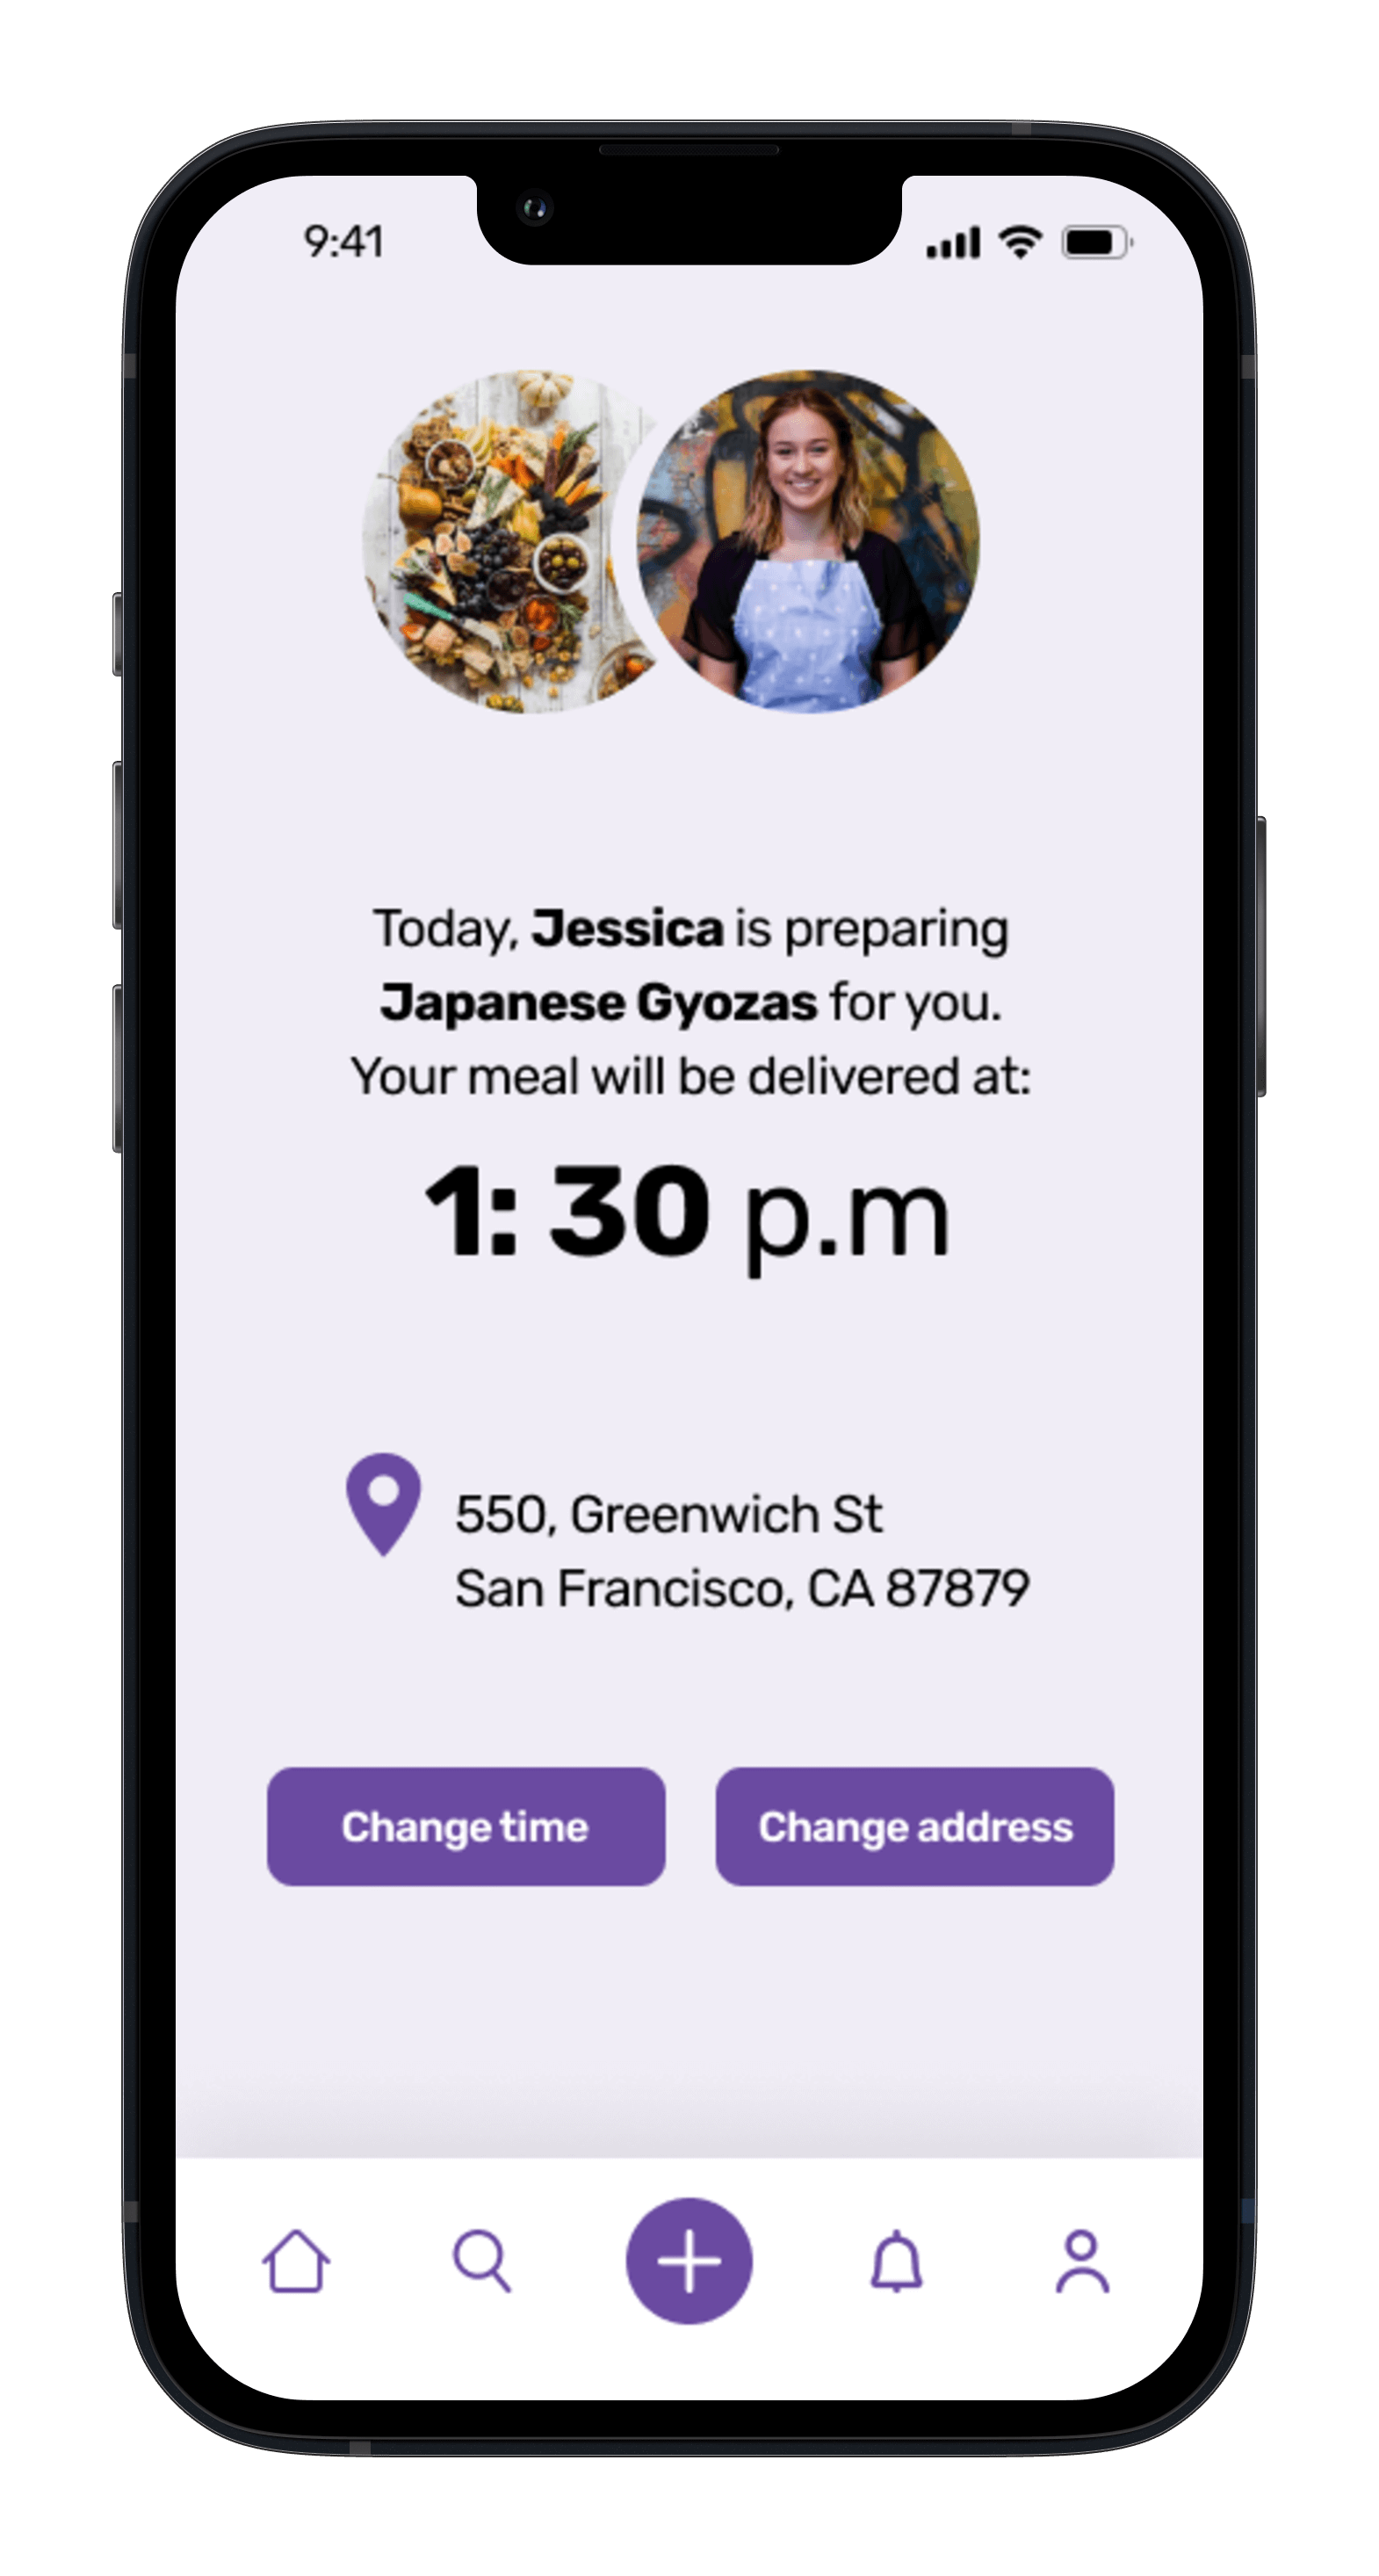 9:41
Today, Jessica is preparing
Japanese Gyozas for you.
Your meal will be delivered at:
1: 30 p.m
550, Greenwich St
San Francisco, CA 87879
Change time
Change address